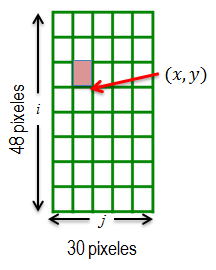 (x, y)
48 pixeles
i
j
30 pixeles